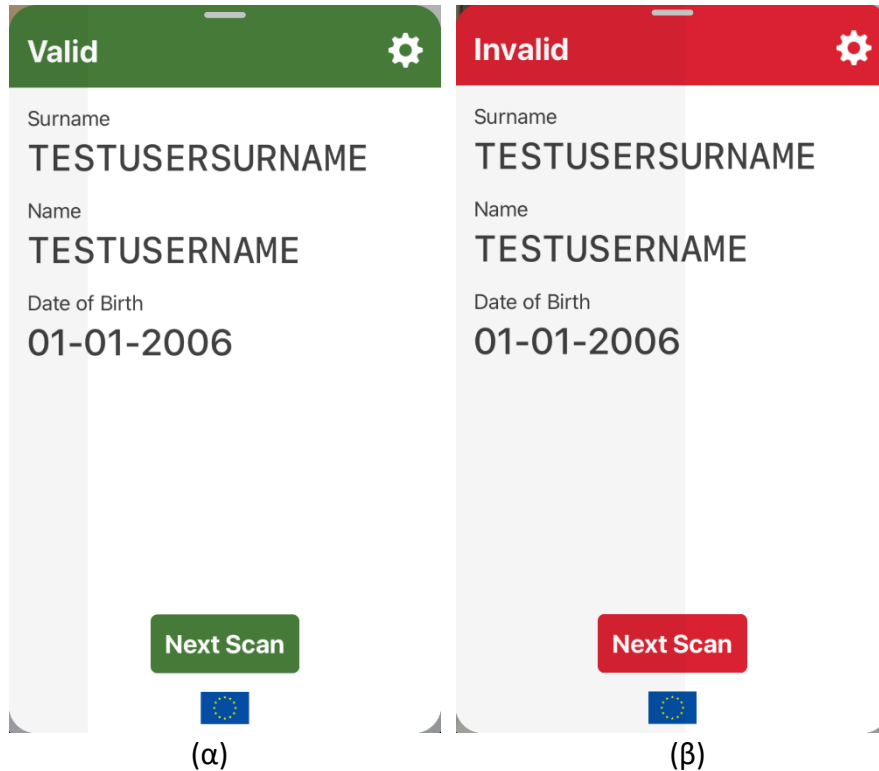 Valid
Surname
TESTUSERSURNAME
Name
TESTUSERNAME
Date of Birth
01-01-2006
Next Scan
(α)
Invalid
Surname
TESTUSERSURNAME
Name
TESTUSERNAME
Date of Birth
01-01-2006
Next Scan
(β)